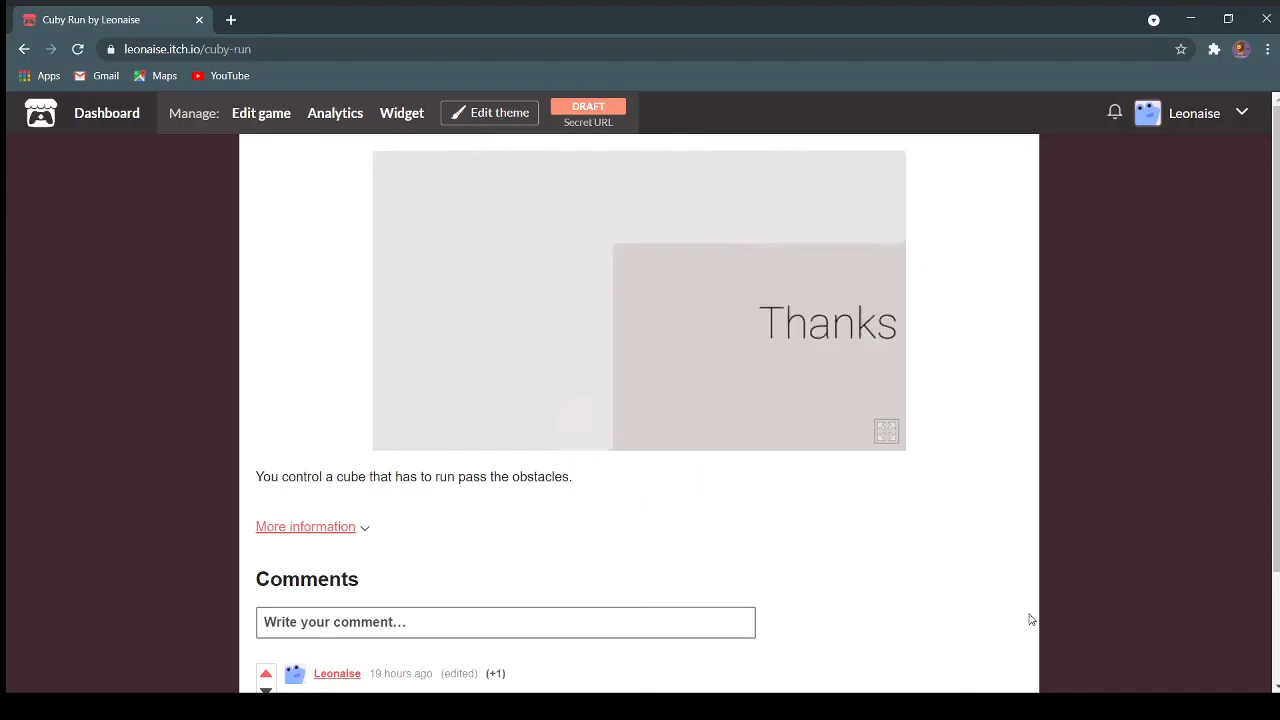 Cuby Run by Leonaise
leonaise.itch.io/cuby-run
Apps Gmail Maps YouTube
Dashboard Manage: Edit game Analytics Widget Edit theme DRAFT Leonaise
Secret URL
Thanks
You control a cube that has to run pass the obstacles.
More information
Comments
Write your comment...
Leonaise 19 hours ago (edited) (+1)